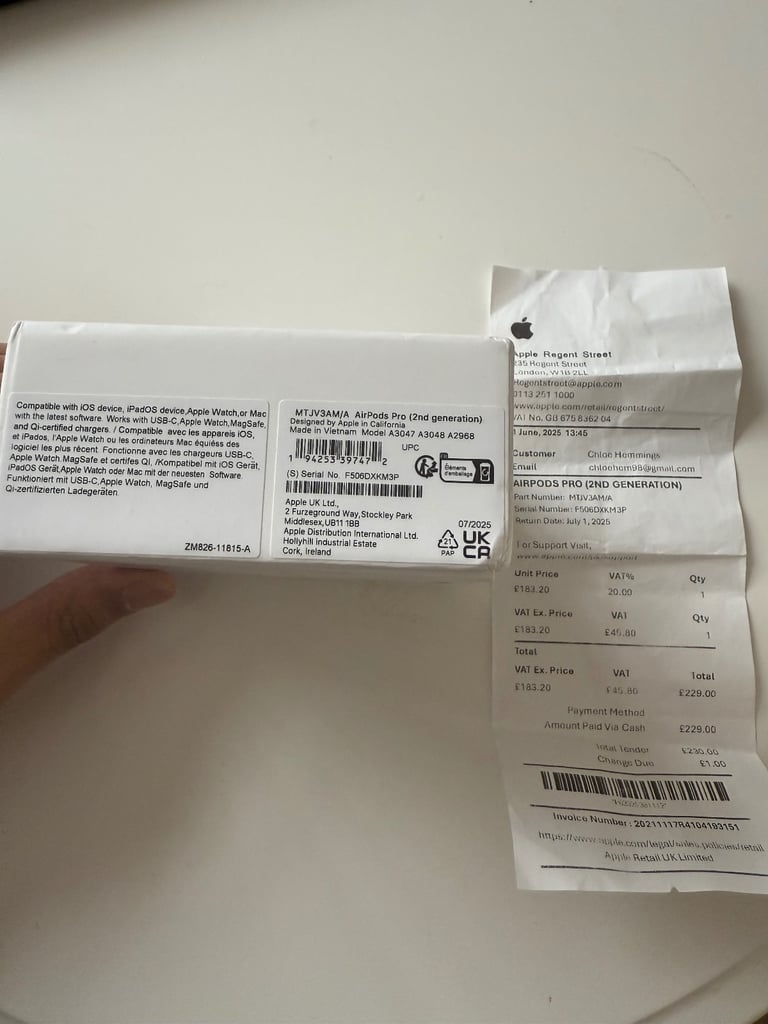 Compatible with iOS device, iPadOS device,Apple Watch,or Mac
with the latest software. Works with USB-C,Apple Watch,MagSafe,
and Qi-certified chargers. / Compatible avec les appareils iOS,
et iPados, l'Apple Watch ou les ordinateurs Mac équiéss des
logiciel les plus récent. Fonctionne avec les chargeurs USB-C,
Apple Watch.MagSafe et certifes QI, /Kompatibel mit iOS Gerät,
iPadOS Gerät,Apple Watch oder Mac mit der neuesten Software.
Funktioniert mit USB-C,Apple Watch, MagSafe und
Qi-zertifizierten Ladegeräten.
ZM826-11815-A
MTJV3AM/A AirPods Pro (2nd generation)
Designed by Apple in California
Made in Vietnam Model A3047 A3048 A2968
UPC
1 94253 39747 2
Éléments
d'emballage
(S) Serial No. F506DXKM3P
Apple UK Ltd.,
2 Furzeground Way,Stockley Park
Middlesex,UB11 1BB
Apple Distribution International Ltd.
Hollyhill Industrial Estate
Cork, Ireland
07/2025
21
PAP
UK
CA
Apple Regent Street
235 Regent Street
London, W1B 2LL
Regentstreet@apple.com
0113 251 1000
www.apple.com/retail/regentstreet/
VAT No. GB 675 8362 04
1 June, 2025 13:45
Customer Chloe Hemmings
Email chloehem98@gmail.com
AIRPODS PRO (2ND GENERATION)
Part Number: MTJV3AM/A
Serial Number: F506DXKM3P
Return Date: July 1, 2025
For Support Visit,
www.apple.com/uk/support
Unit Price VAT% Qty
£183.20 20.00 1
VAT Ex. Price VAT Qty
£183.20 £45.80 1
Total
VAT Ex. Price VAT Total
£183.20 £45.80 £229.00
Payment Method
Amount Paid Via Cash £229.00
Total Tender £230.00
Change Due £1.00
Invoice Number : 20211117R4104193151
https://www.apple.com/legal/sales.policies/retail
Apple Retail UK Limited